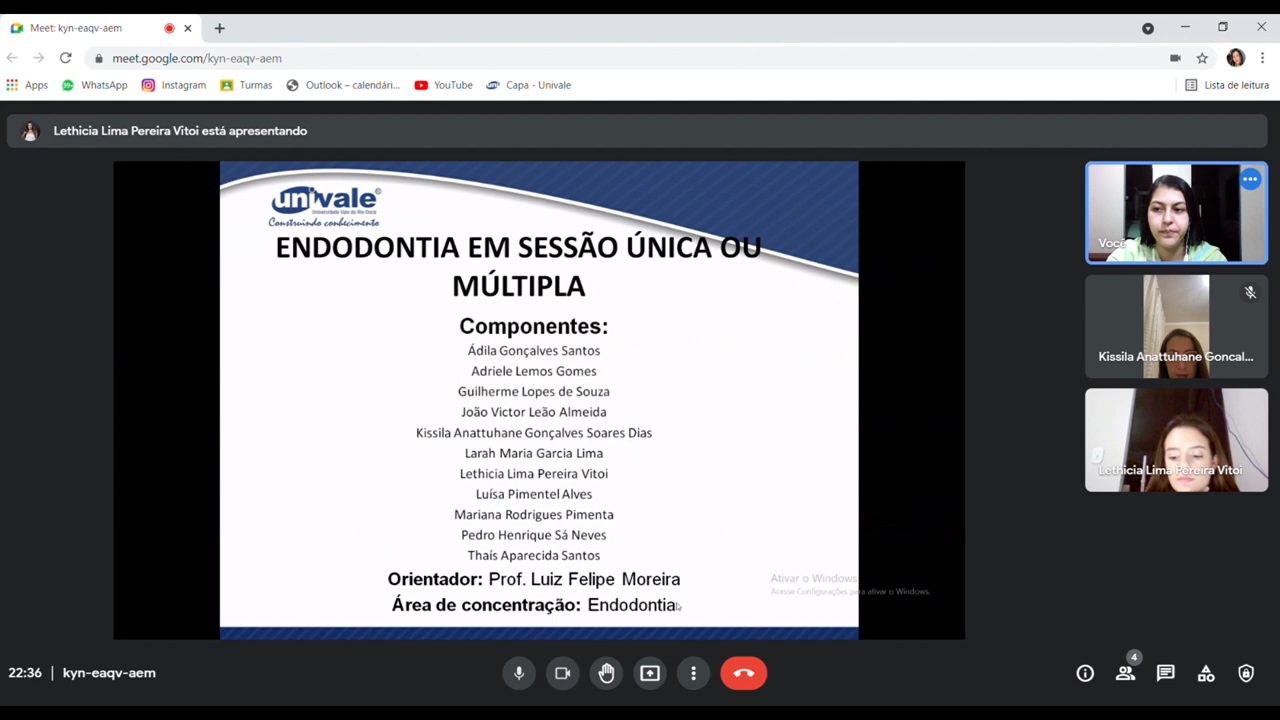 Meet: kyn-eaqv-aem
meet.google.com/kyn-eaqv-aem
Apps WhatsApp Instagram Turmas Outlook – calendári... YouTube Capa - Univale Lista de leitura
Lethicia Lima Pereira Vitoi está apresentando
univale®
Universidade Vale do Rio Doce
Construindo conhecimento
ENDODONTIA EM SESSÃO ÚNICA OU
MÚLTIPLA
Componentes:
Ádila Gonçalves Santos
Adriele Lemos Gomes
Guilherme Lopes de Souza
João Victor Leão Almeida
Kissila Anattuhane Gonçalves Soares Dias
Larah Maria Garcia Lima
Lethicia Lima Pereira Vitoi
Luísa Pimentel Alves
Mariana Rodrigues Pimenta
Pedro Henrique Sá Neves
Thaís Aparecida Santos
Orientador: Prof. Luiz Felipe Moreira
Área de concentração: Endodontia
Ativar o Windows
Acesse Configurações para ativar o Windows.
Você
Kissila Anattuhane Goncal...
Lethicia Lima Pereira Vitoi
22:36 | kyn-eaqv-aem
4